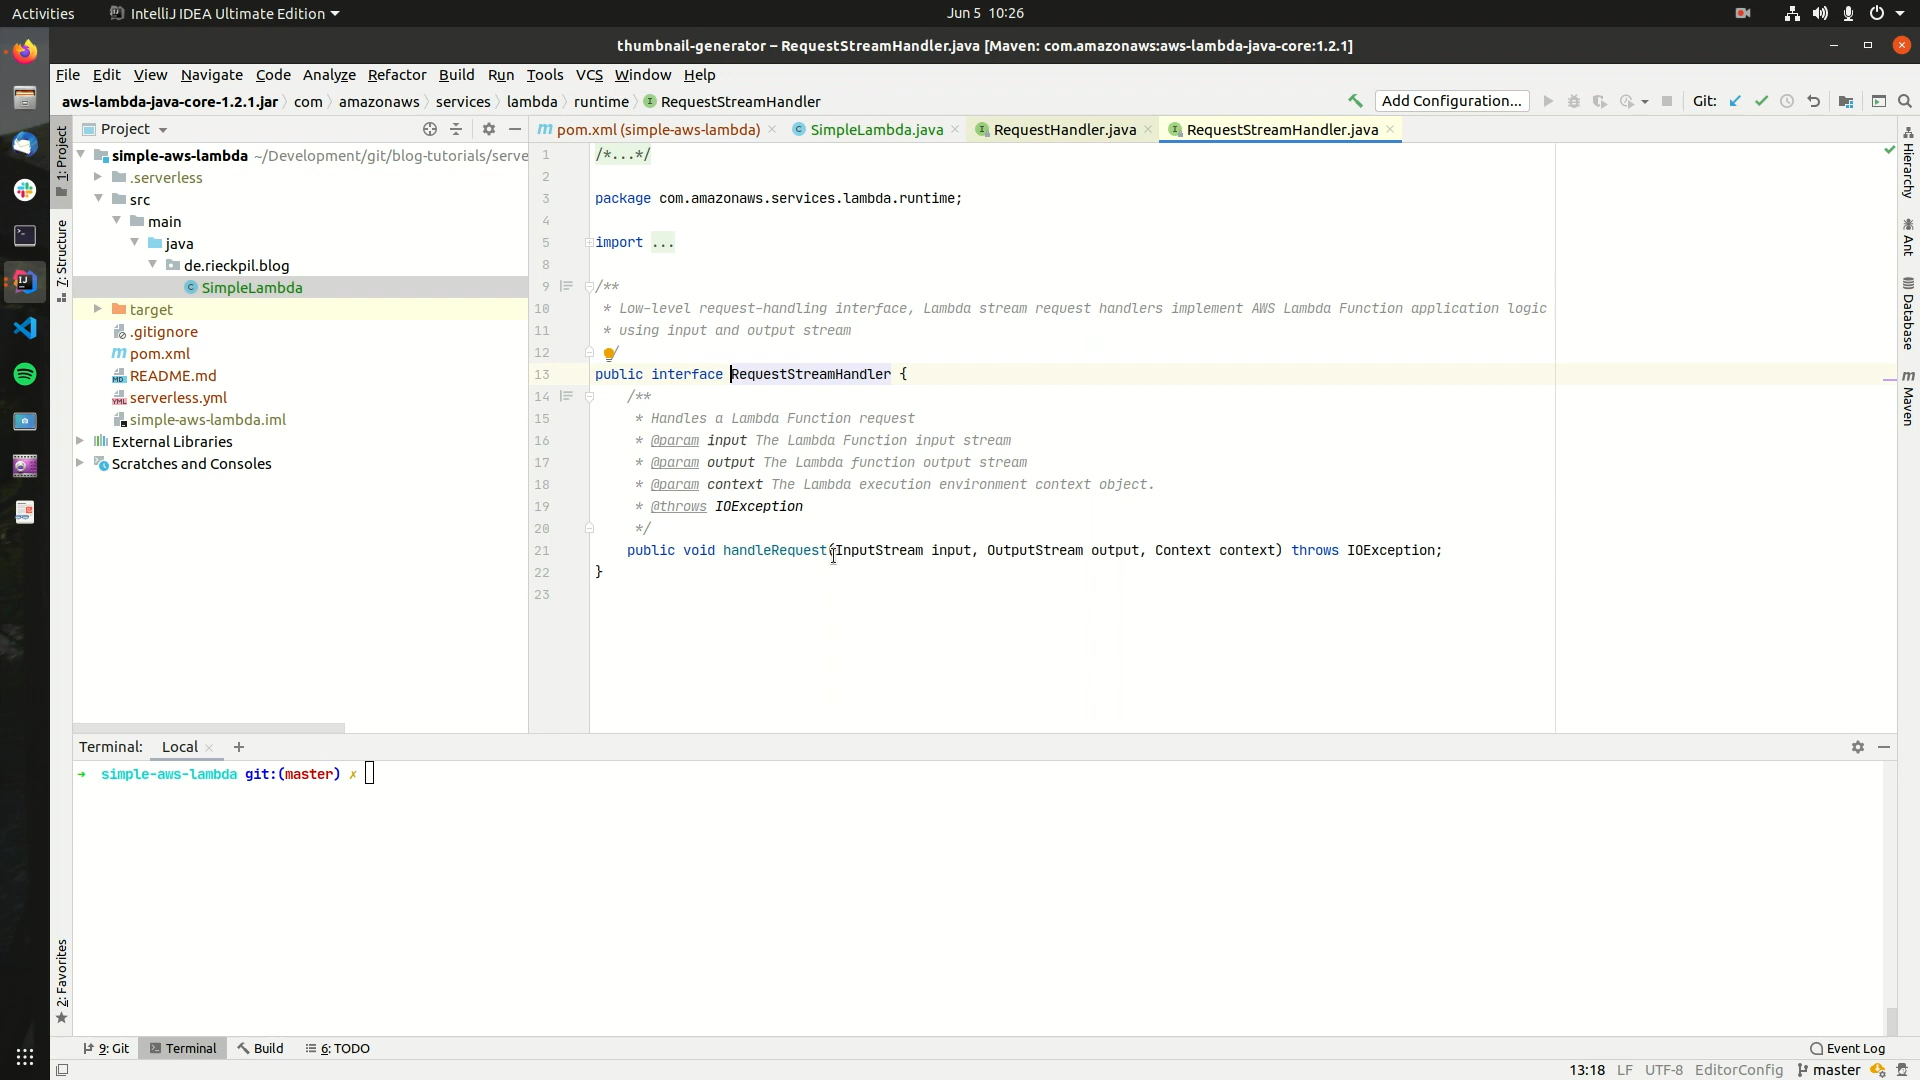 Activities
IntelliJ IDEA Ultimate Edition
Jun 5 10:26
thumbnail-generator – RequestStreamHandler.java [Maven: com.amazonaws:aws-lambda-java-core:1.2.1]
File Edit View Navigate Code Analyze Refactor Build Run Tools VCS Window Help
aws-lambda-java-core-1.2.1.jar com amazonaws services lambda runtime RequestStreamHandler
Add Configuration...
Git:
1: Project
7: Structure
2: Favorites
Project
simple-aws-lambda ~/Development/git/blog-tutorials/serve
.serverless
src
main
java
de.rieckpil.blog
SimpleLambda
target
.gitignore
pom.xml
README.md
serverless.yml
simple-aws-lambda.iml
External Libraries
Scratches and Consoles
pom.xml (simple-aws-lambda)
SimpleLambda.java
RequestHandler.java
RequestStreamHandler.java
1 /*...*/
2
3 package com.amazonaws.services.lambda.runtime;
4
5 import ...
8
9 /**
10 * Low-level request-handling interface, Lambda stream request handlers implement AWS Lambda Function application logic
11 * using input and output stream
12 /
13 public interface RequestStreamHandler {
14 /**
15 * Handles a Lambda Function request
16 * @param input The Lambda Function input stream
17 * @param output The Lambda function output stream
18 * @param context The Lambda execution environment context object.
19 * @throws IOException
20 */
21 public void handleRequest(InputStream input, OutputStream output, Context context) throws IOException;
22 }
23
Hierarchy
Ant
Database
Maven
Terminal: Local +
→ simple-aws-lambda git:(master) ✗
9: Git
Terminal
Build
6: TODO
Event Log
13:18 LF UTF-8 EditorConfig master